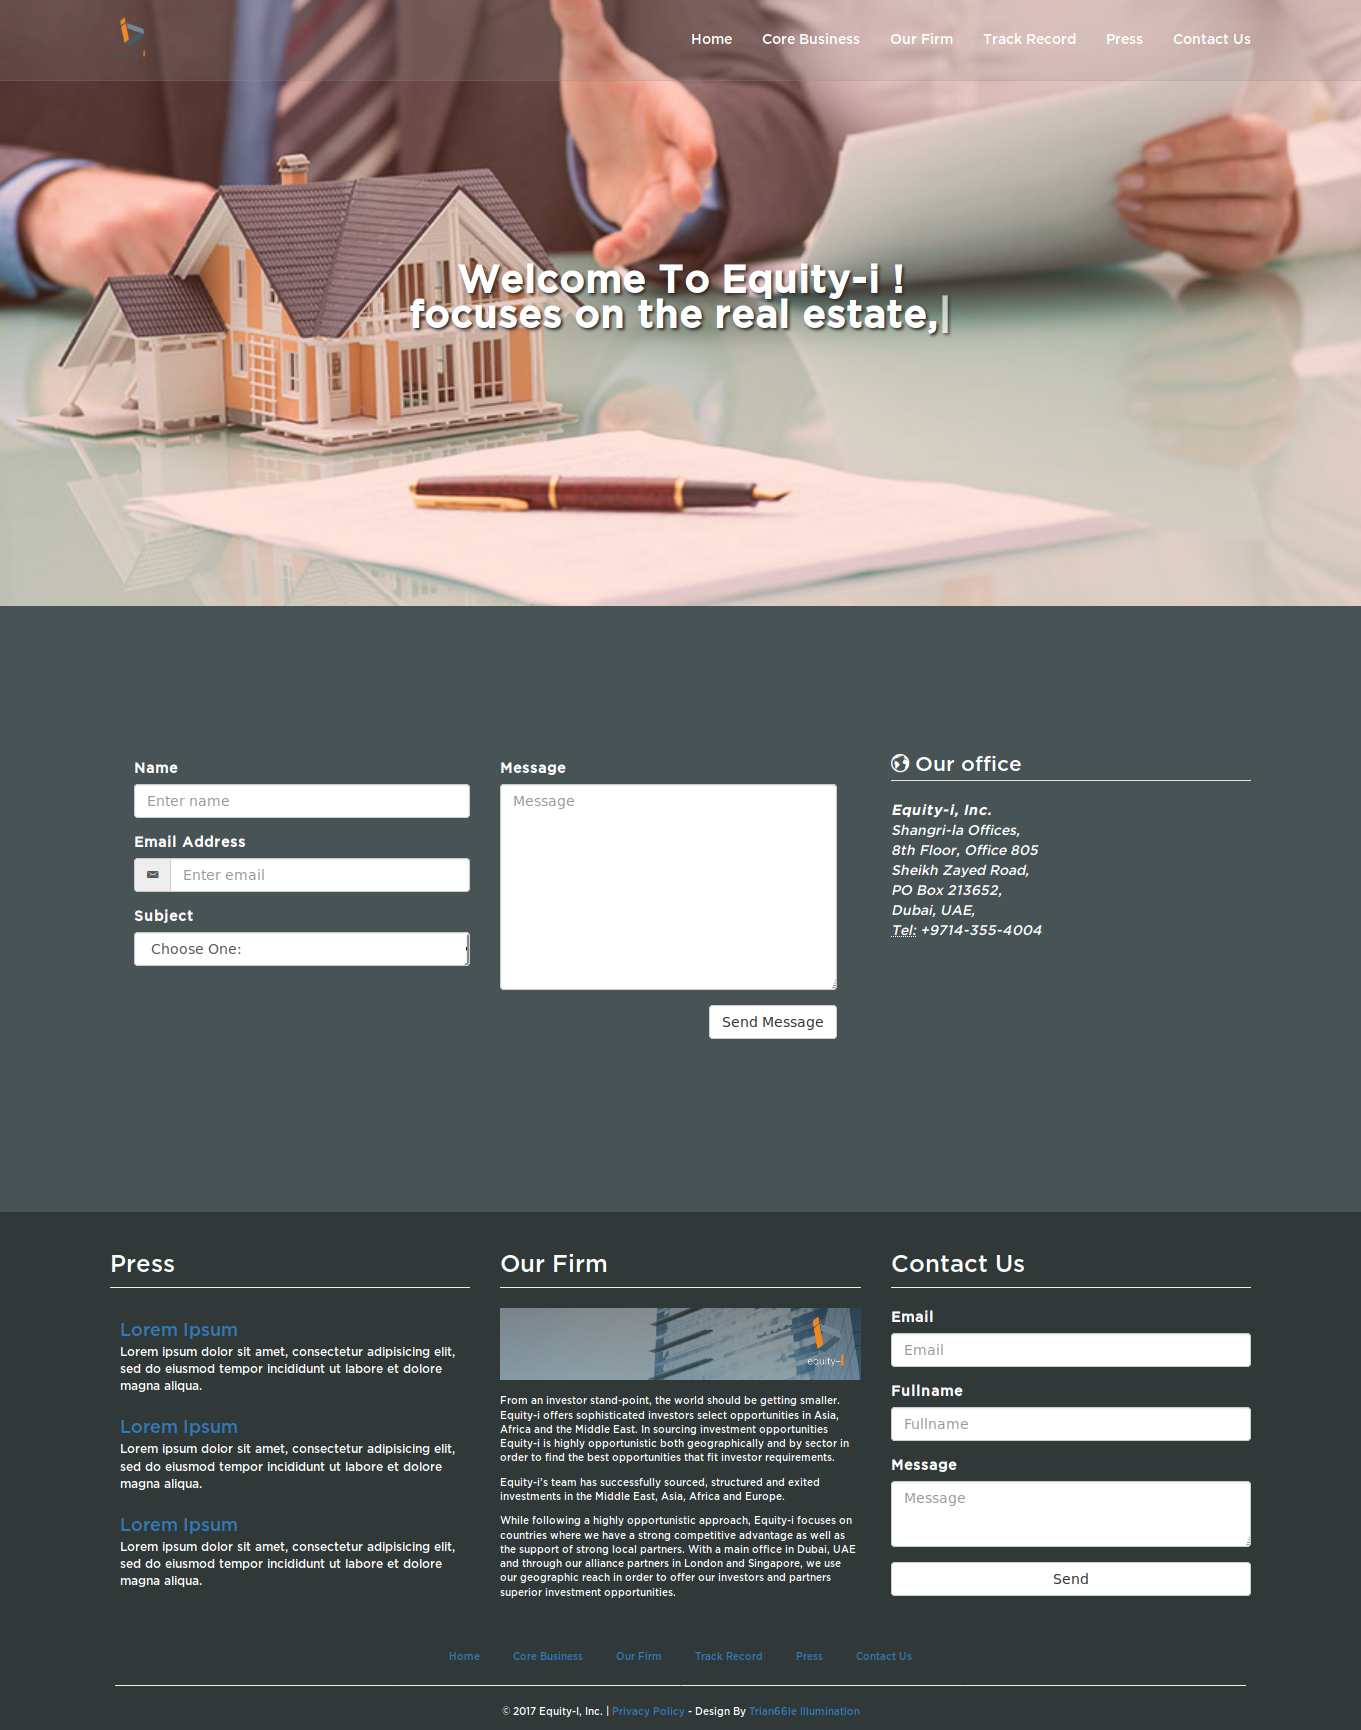 Home Core Business Our Firm Track Record Press Contact Us
Welcome To Equity-i !
focuses on the real estate,
Name
Enter name
Email Address
Enter email
Subject
Choose One:
Message
Message
Send Message
Our office
Equity-i, Inc.
Shangri-la Offices,
8th Floor, Office 805
Sheikh Zayed Road,
PO Box 213652,
Dubai, UAE,
Tel: +9714-355-4004
Press
Lorem Ipsum
Lorem ipsum dolor sit amet, consectetur adipisicing elit,
sed do eiusmod tempor incididunt ut labore et dolore
magna aliqua.
Lorem Ipsum
Lorem ipsum dolor sit amet, consectetur adipisicing elit,
sed do eiusmod tempor incididunt ut labore et dolore
magna aliqua.
Lorem Ipsum
Lorem ipsum dolor sit amet, consectetur adipisicing elit,
sed do eiusmod tempor incididunt ut labore et dolore
magna aliqua.
Our Firm
equity-i
From an investor stand-point, the world should be getting smaller.
Equity-i offers sophisticated investors select opportunities in Asia,
Africa and the Middle East. In sourcing investment opportunities
Equity-i is highly opportunistic both geographically and by sector in
order to find the best opportunities that fit investor requirements.
Equity-i's team has successfully sourced, structured and exited
investments in the Middle East, Asia, Africa and Europe.
While following a highly opportunistic approach, Equity-i focuses on
countries where we have a strong competitive advantage as well as
the support of strong local partners. With a main office in Dubai, UAE
and through our alliance partners in London and Singapore, we use
our geographic reach in order to offer our investors and partners
superior investment opportunities.
Contact Us
Email
Email
Fullname
Fullname
Message
Message
Send
Home Core Business Our Firm Track Record Press Contact Us
© 2017 Equity-I, Inc. | Privacy Policy - Design By Trian66le Illumination